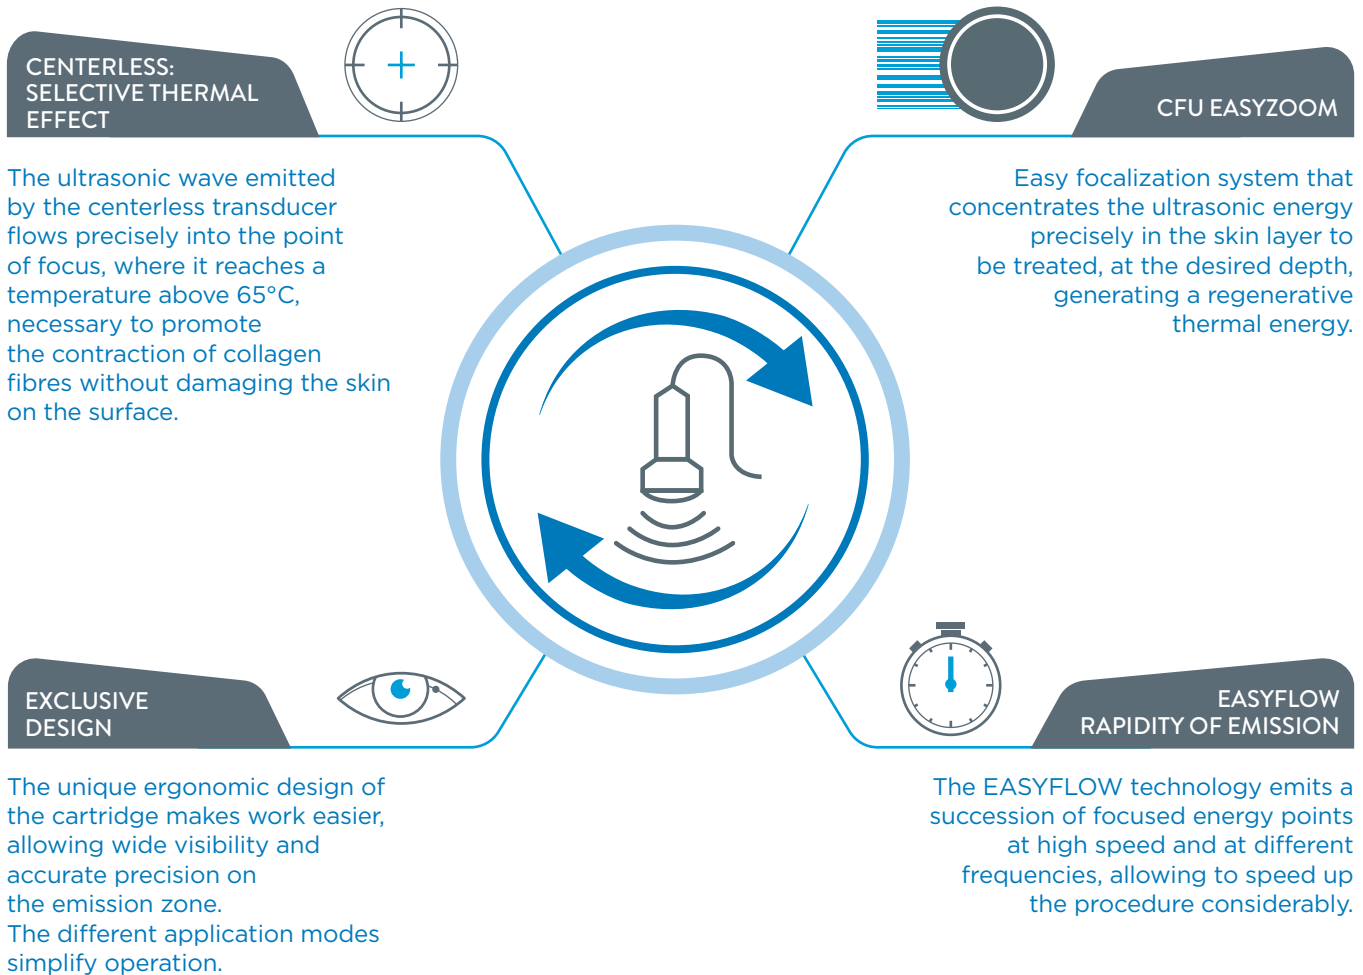 CENTERLESS:
SELECTIVE THERMAL
EFFECT
The ultrasonic wave emitted
by the centerless transducer
flows precisely into the point
of focus, where it reaches a
temperature above 65°C,
necessary to promote
the contraction of collagen
fibres without damaging the skin
on the surface.
CFU EASYZOOM
Easy focalization system that
concentrates the ultrasonic energy
precisely in the skin layer to
be treated, at the desired depth,
generating a regenerative
thermal energy.
EXCLUSIVE
DESIGN
The unique ergonomic design of
the cartridge makes work easier,
allowing wide visibility and
accurate precision on
the emission zone.
The different application modes
simplify operation.
EASYFLOW
RAPIDITY OF EMISSION
The EASYFLOW technology emits a
succession of focused energy points
at high speed and at different
frequencies, allowing to speed up
the procedure considerably.